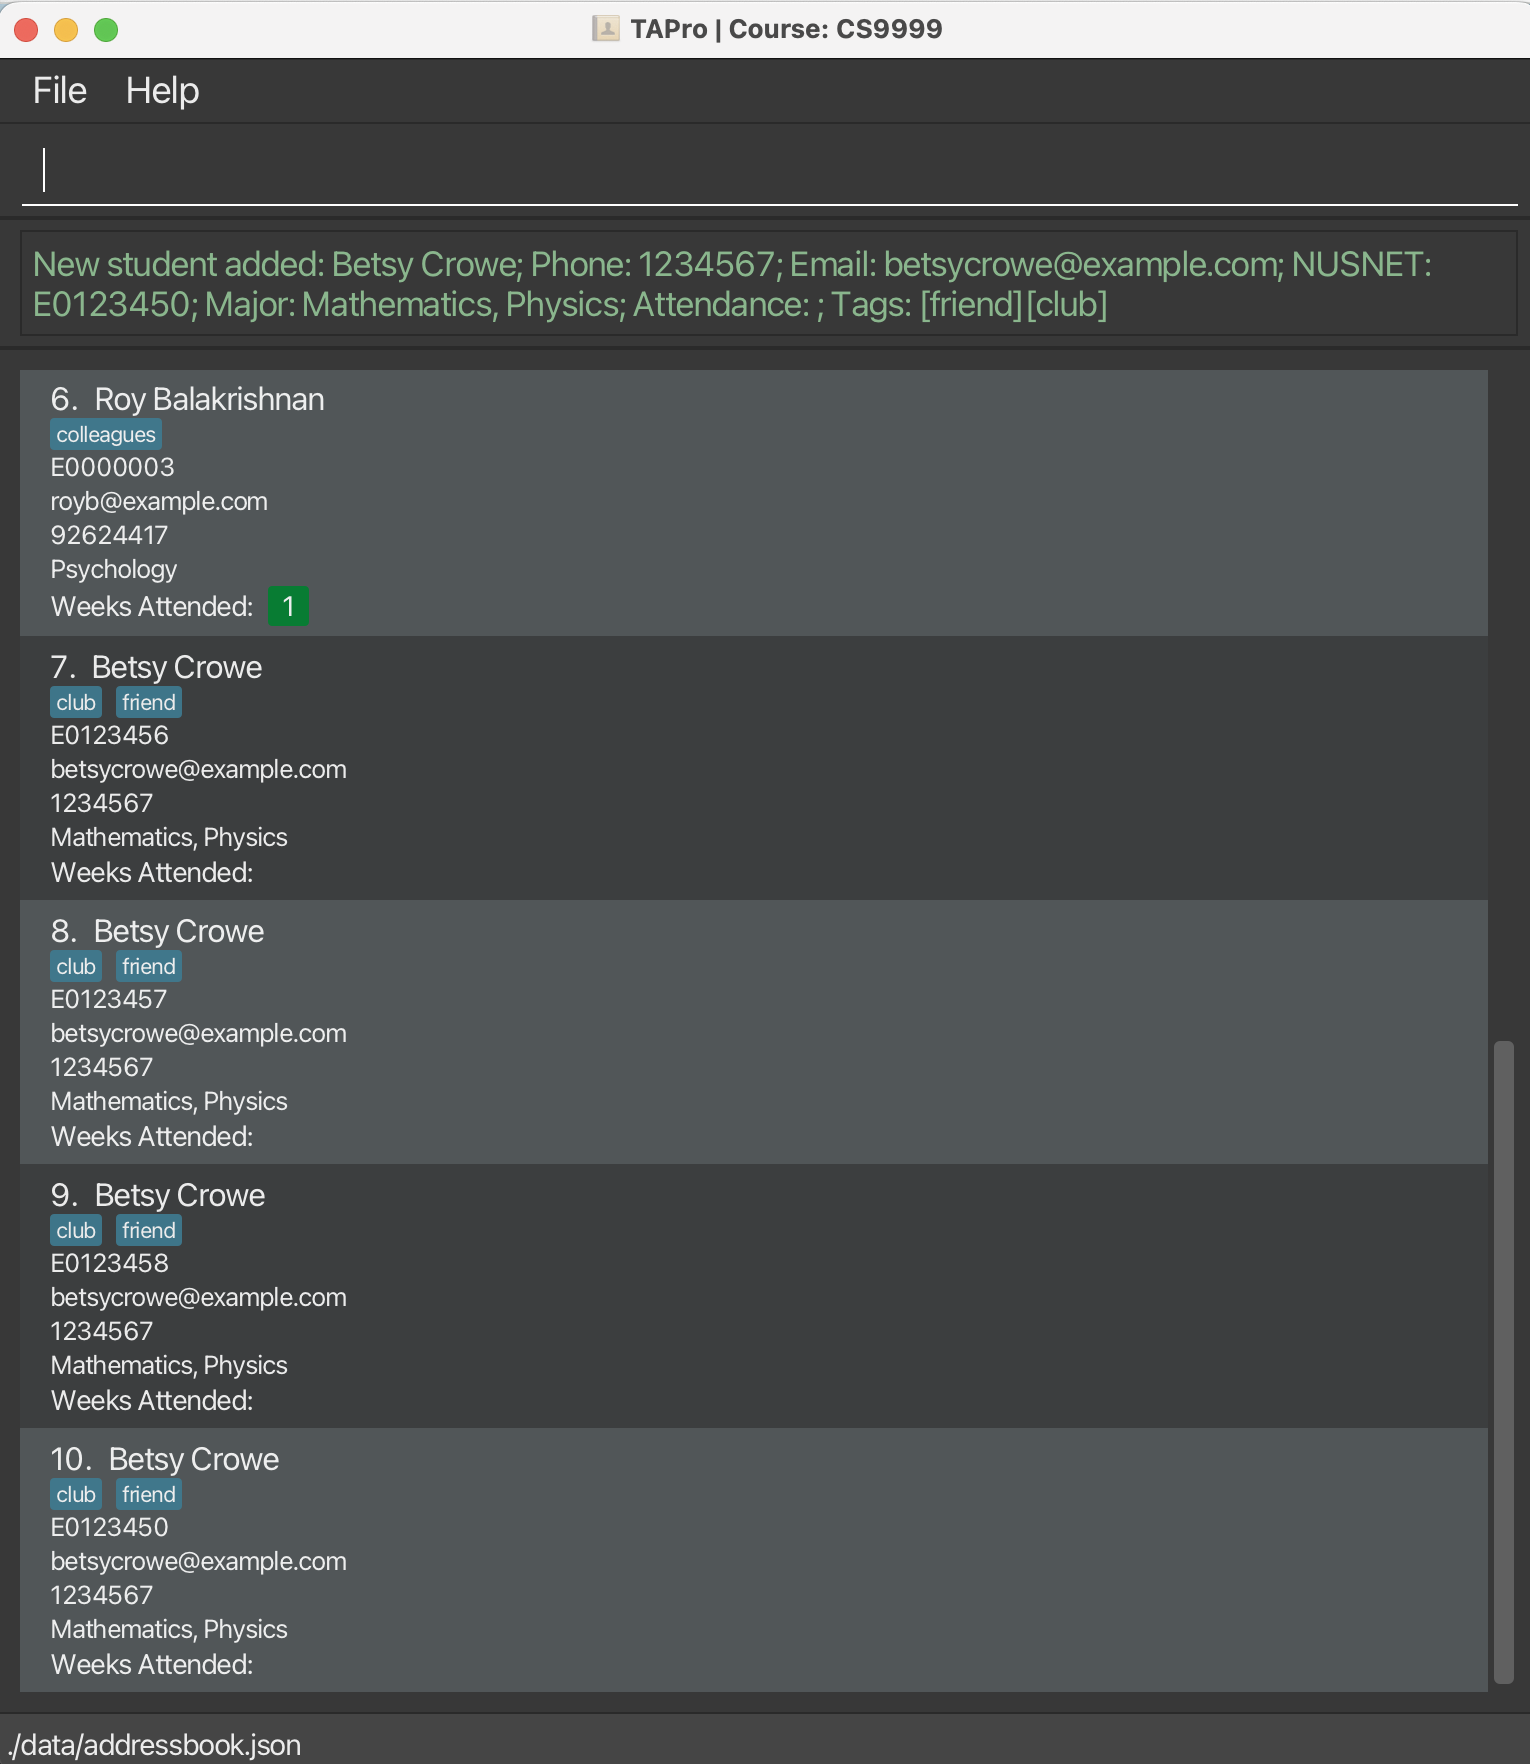 TAPro | Course: CS9999
File Help
New student added: Betsy Crowe; Phone: 1234567; Email: betsycrowe@example.com; NUSNET:
E0123450; Major: Mathematics, Physics; Attendance: ; Tags: [friend][club]
6. Roy Balakrishnan
colleagues
E0000003
royb@example.com
92624417
Psychology
Weeks Attended: 1
7. Betsy Crowe
club friend
E0123456
betsycrowe@example.com
1234567
Mathematics, Physics
Weeks Attended:
8. Betsy Crowe
club friend
E0123457
betsycrowe@example.com
1234567
Mathematics, Physics
Weeks Attended:
9. Betsy Crowe
club friend
E0123458
betsycrowe@example.com
1234567
Mathematics, Physics
Weeks Attended:
10. Betsy Crowe
club friend
E0123450
betsycrowe@example.com
1234567
Mathematics, Physics
Weeks Attended:
./data/addressbook.json